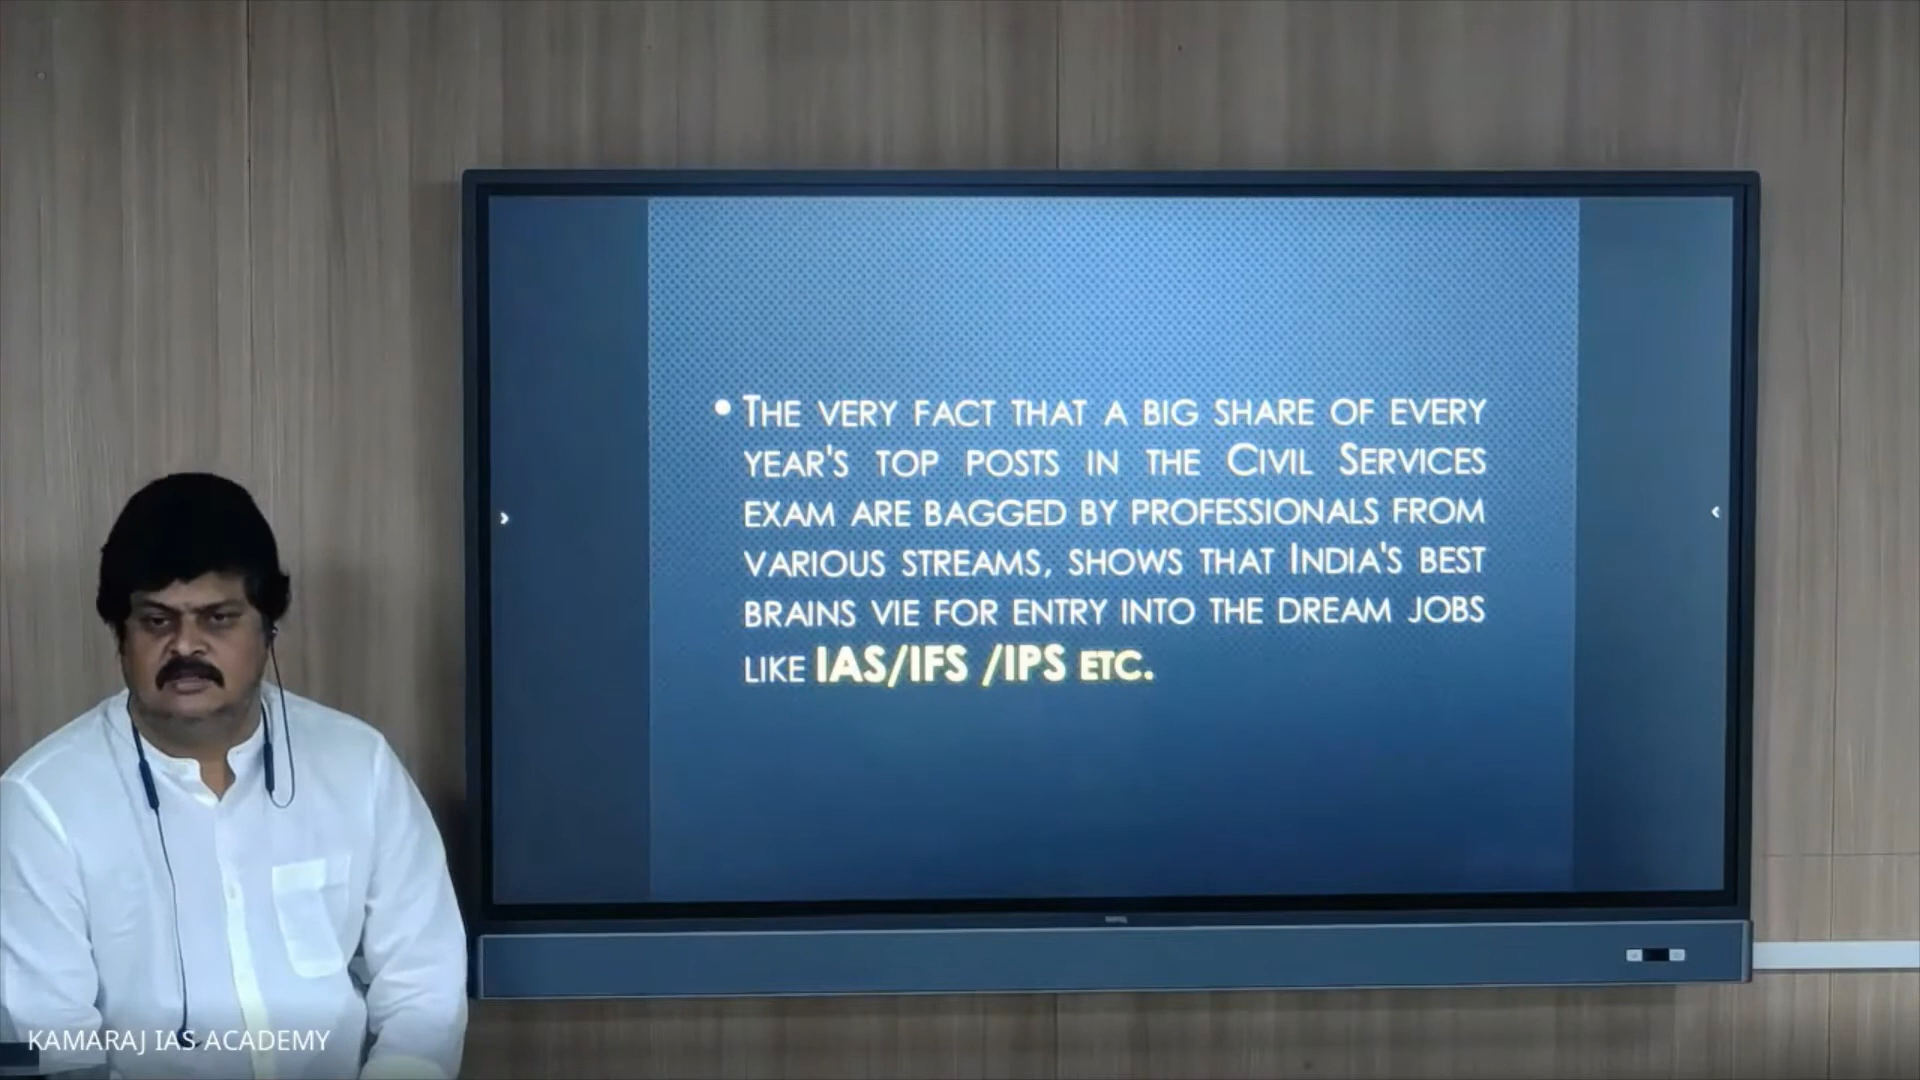 • THE VERY FACT THAT A BIG SHARE OF EVERY
YEAR'S TOP POSTS IN THE CIVIL SERVICES
EXAM ARE BAGGED BY PROFESSIONALS FROM
VARIOUS STREAMS, SHOWS THAT INDIA'S BEST
BRAINS VIE FOR ENTRY INTO THE DREAM JOBS
LIKE IAS/IFS /IPS ETC.
KAMARAJ IAS ACADEMY